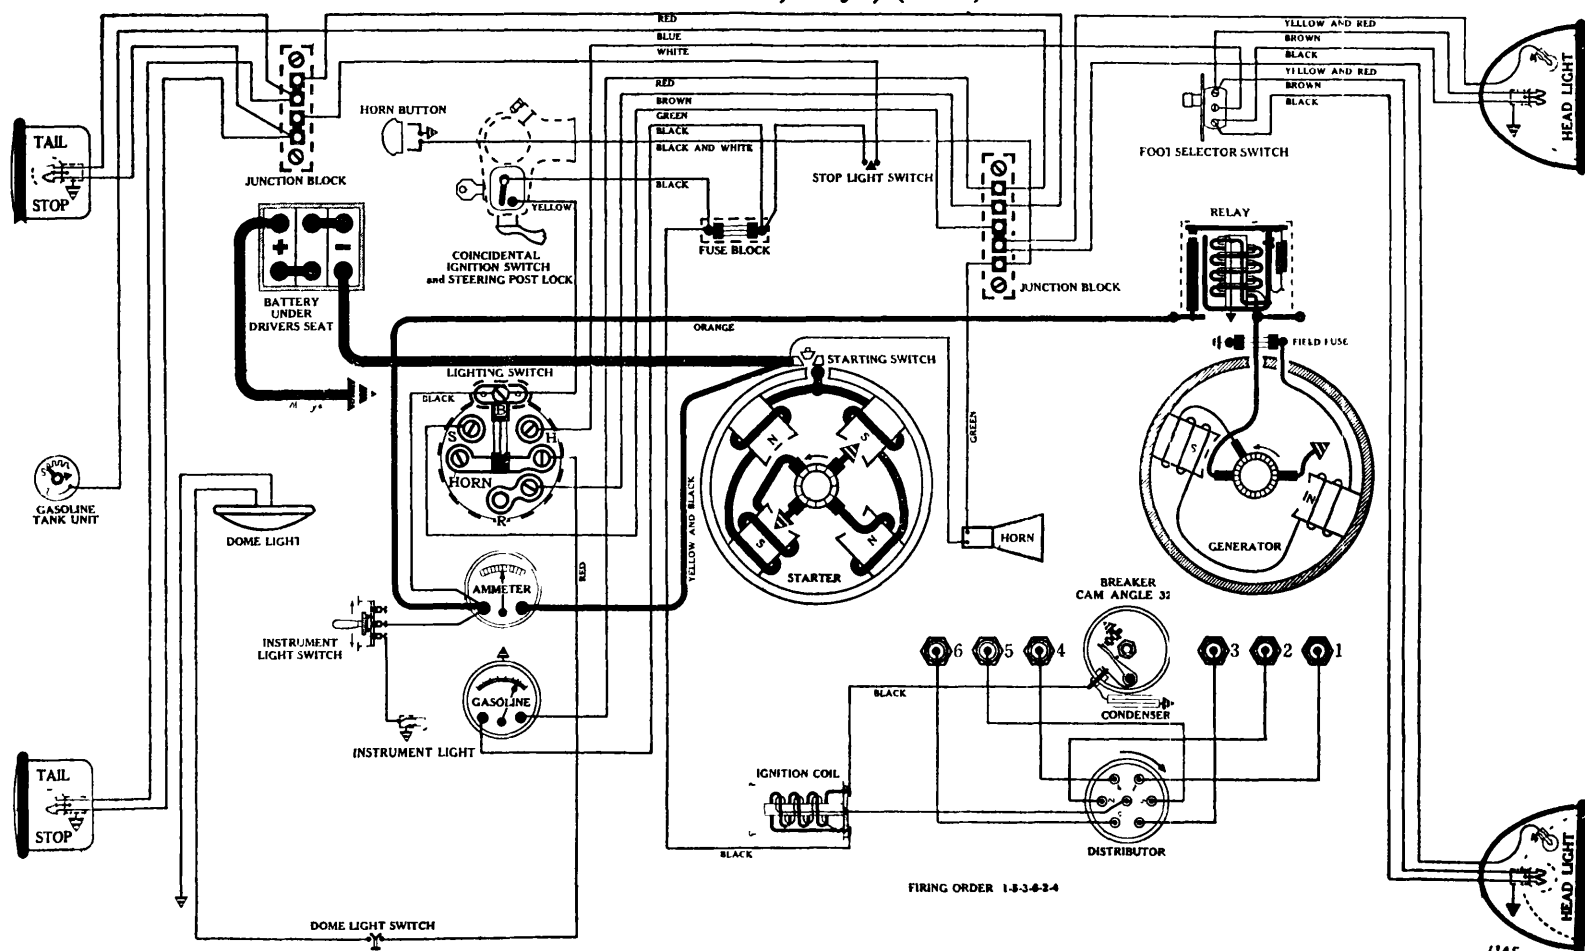 RED
BLUE
WHITE
RED
BROWN
GREEN
BLACK
BLACK AND WHITE
YELLOW AND RED
BROWN
BLACK
YELLOW AND RED
BROWN
BLACK
HEAD LIGHT
TAIL
STOP
JUNCTION BLOCK
HORN BUTTON
BLACK
YELLOW
COINCIDENTAL
IGNITION SWITCH
and STEERING POST LOCK
STOP LIGHT SWITCH
FUSE BLOCK
JUNCTION BLOCK
FOOT SELECTOR SWITCH
RELAY
+
-
BATTERY
UNDER
DRIVERS SEAT
ORANGE
FIELD FUSE
STARTING SWITCH
LIGHTING SWITCH
BLACK
B
S
H
HORN
R
GREEN
N
S
S
N
STARTER
YELLOW AND BLACK
RED
S
N
GENERATOR
HORN
GASOLINE
TANK UNIT
DOME LIGHT
AMMETER
INSTRUMENT
LIGHT SWITCH
GASOLINE
INSTRUMENT LIGHT
BREAKER
CAM ANGLE 32
6
5
4
3
2
1
BLACK
CONDENSER
IGNITION COIL
BLACK
DISTRIBUTOR
FIRING ORDER 1-5-3-6-2-4
TAIL
STOP
DOME LIGHT SWITCH
HEAD LIGHT